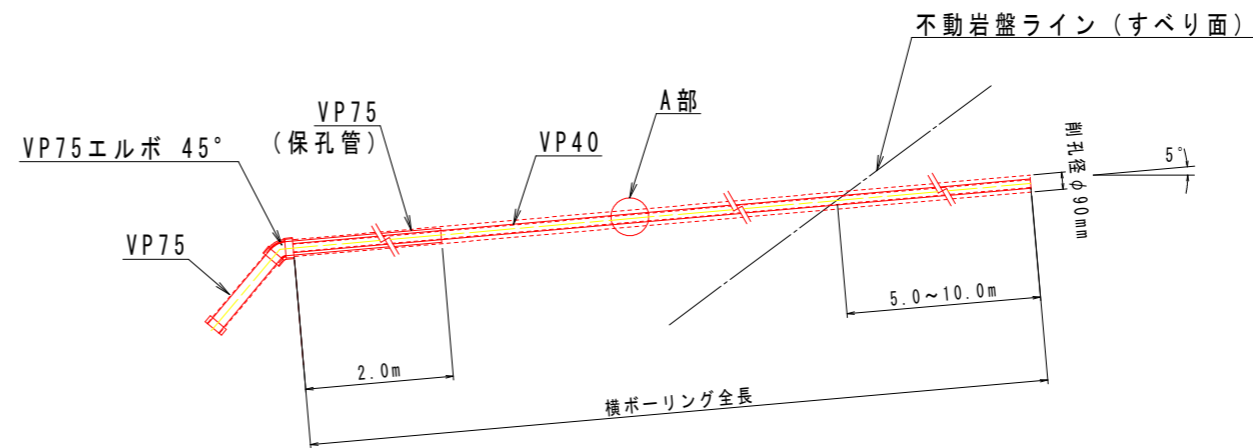 不動岩盤ライン(すべり面)
A部
VP75
(保孔管)
VP40
VP75エルボ 45°
削孔径φ90mm
5°
VP75
5.0~10.0m
2.0m
横ボーリング全長